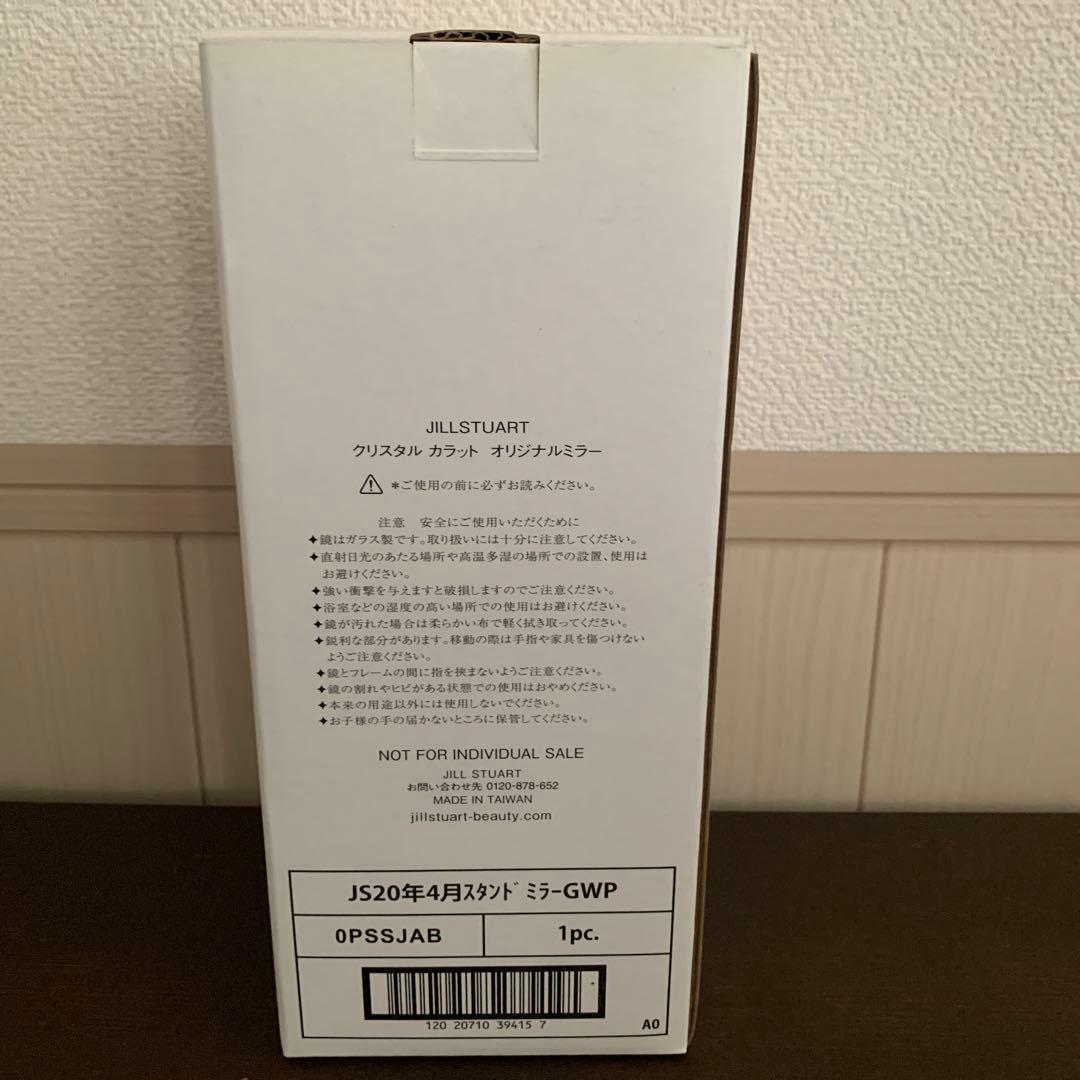 JILLSTUART
クリスタル カラット オリジナルミラー
⚠ *ご使用の前に必ずお読みください。
注意 安全にご使用いただくために
✦鏡はガラス製です。取り扱いには十分に注意してください。
✦直射日光のあたる場所や高温多湿の場所での設置、使用は
お避けください。
✦強い衝撃を与えますと破損しますのでご注意ください。
✦浴室などの湿度の高い場所での使用はお避けください。
✦鏡が汚れた場合は柔らかい布で軽く拭き取ってください。
✦鋭利な部分があります。移動の際は手指や家具を傷つけない
ようご注意ください。
✦鏡とフレームの間に指を挟まないようご注意ください。
✦鏡の割れやヒビがある状態での使用はおやめください。
✦本来の用途以外には使用しないでください。
✦お子様の手の届かないところに保管してください。
NOT FOR INDIVIDUAL SALE
JILL STUART
お問い合わせ先 0120-878-652
MADE IN TAIWAN
jillstuart-beauty.com
JS20年4月ｽﾀﾝﾄﾞﾐﾗｰGWP
0PSSJAB 1pc.
120 20710 39415 7
A0